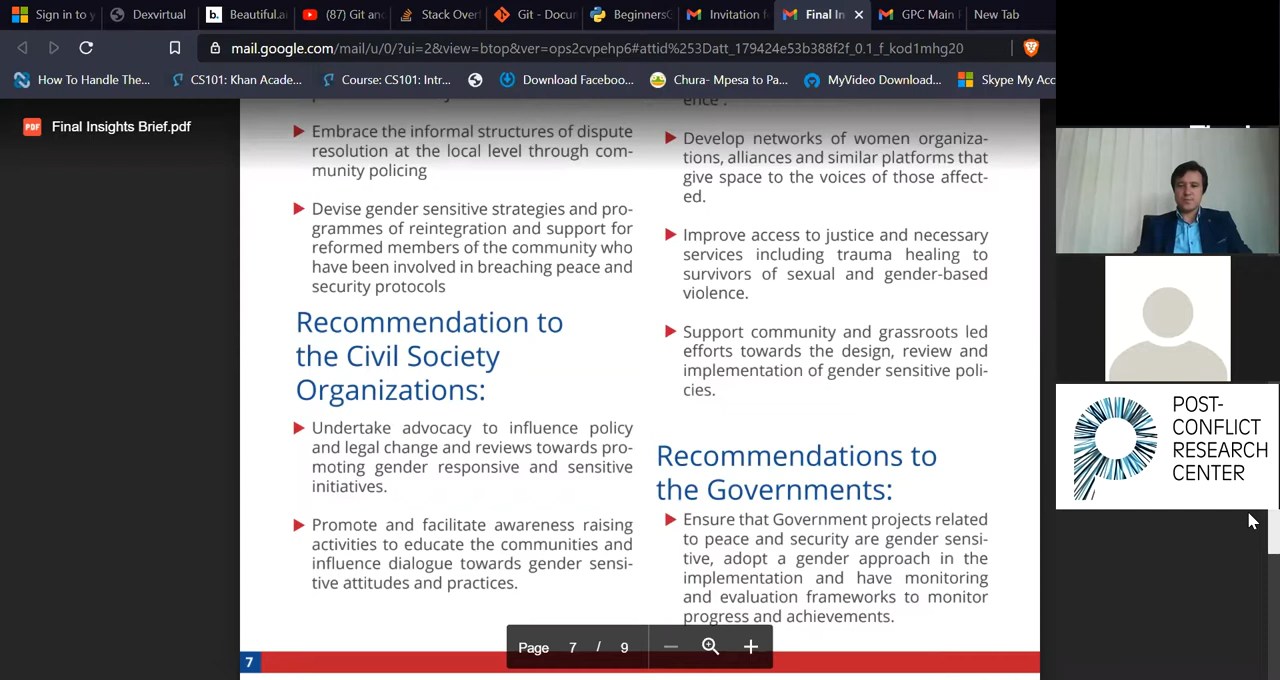 Sign in to y
Dexvirtual
b. Beautiful.a
(87) Git anc
Stack Over
Git - Docu
BeginnersG
Invitation f
Final In
GPC Main
New Tab
mail.google.com/mail/u/0/?ui=2&view=btop&ver=ops2cvpehp6#attid%253Datt_179424e53b388f2f_0.1_f_kod1mhg20
How To Handle The...
CS101: Khan Acade...
Course: CS101: Intr...
Download Faceboo...
Chura- Mpesa to Pa...
MyVideo Download...
Skype My Acc
PDF Final Insights Brief.pdf
Embrace the informal structures of dispute
resolution at the local level through com-
munity policing
Devise gender sensitive strategies and pro-
grammes of reintegration and support for
reformed members of the community who
have been involved in breaching peace and
security protocols
Recommendation to
the Civil Society
Organizations:
Undertake advocacy to influence policy
and legal change and reviews towards pro-
moting gender responsive and sensitive
initiatives.
Promote and facilitate awareness raising
activities to educate the communities and
influence dialogue towards gender sensi-
tive attitudes and practices.
ence".
Develop networks of women organiza-
tions, alliances and similar platforms that
give space to the voices of those affect-
ed.
Improve access to justice and necessary
services including trauma healing to
survivors of sexual and gender-based
violence.
Support community and grassroots led
efforts towards the design, review and
implementation of gender sensitive poli-
cies.
Recommendations to
the Governments:
Ensure that Government projects related
to peace and security are gender sensi-
tive, adopt a gender approach in the
implementation and have monitoring
and evaluation frameworks to monitor
progress and achievements.
Page 7 / 9
7
POST-
CONFLICT
RESEARCH
CENTER